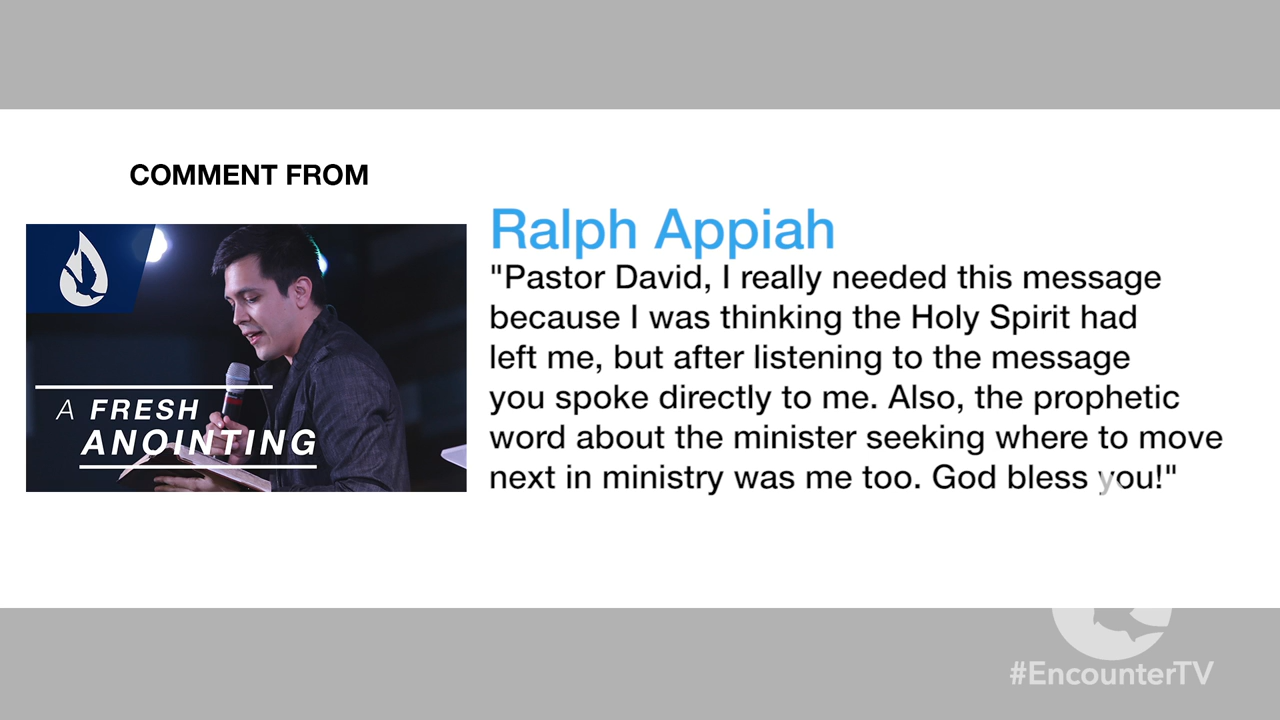 COMMENT FROM
A FRESH
ANOINTING
Ralph Appiah
"Pastor David, I really needed this message
because I was thinking the Holy Spirit had
left me, but after listening to the message
you spoke directly to me. Also, the prophetic
word about the minister seeking where to move
next in ministry was me too. God bless you!"
#EncounterTV